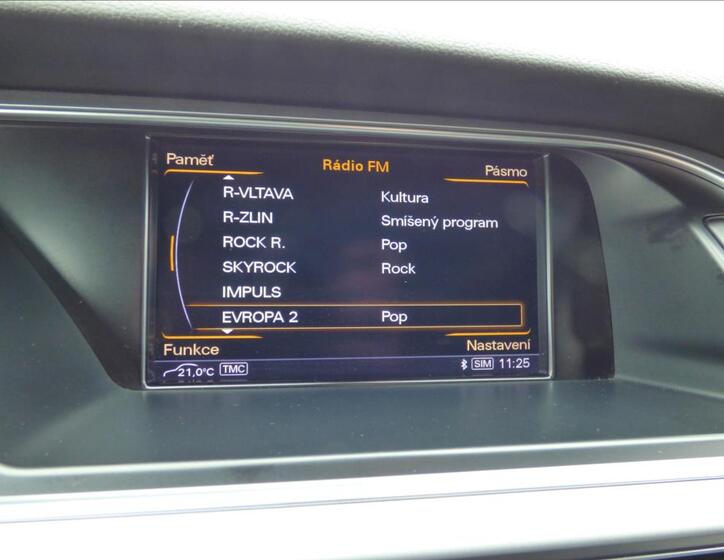 Paměť Rádio FM Pásmo
R-VLTAVA Kultura
R-ZLIN Smíšený program
ROCK R. Pop
SKYROCK Rock
IMPULS
EVROPA 2 Pop
Funkce Nastavení
21,0°C TMC SIM 11:25